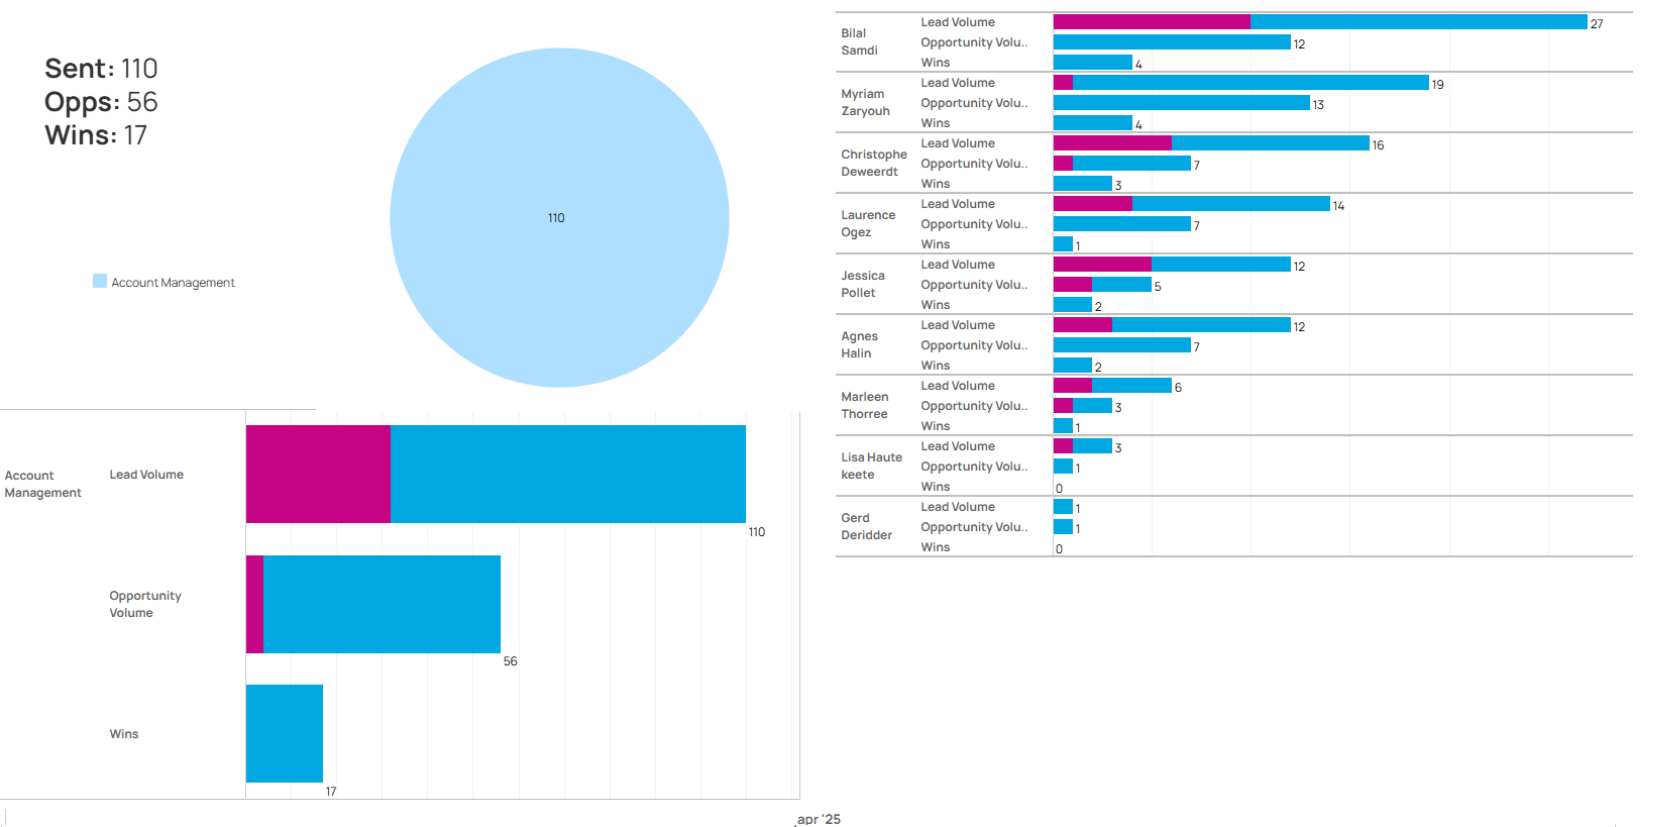 Sent: 110
Opps: 56
Wins: 17
110
Account Management
Account
Management
Lead Volume
110
Opportunity
Volume
56
Wins
17
apr '25
Bilal
Samdi
Lead Volume
27
Opportunity Volu..
12
Wins
4
Myriam
Zaryouh
Lead Volume
19
Opportunity Volu..
13
Wins
4
Christophe
Deweerdt
Lead Volume
16
Opportunity Volu..
7
Wins
3
Laurence
Ogez
Lead Volume
14
Opportunity Volu..
7
Wins
1
Jessica
Pollet
Lead Volume
12
Opportunity Volu..
5
Wins
2
Agnes
Halin
Lead Volume
12
Opportunity Volu..
7
Wins
2
Marleen
Thorree
Lead Volume
6
Opportunity Volu..
3
Wins
1
Lisa Haute
keete
Lead Volume
3
Opportunity Volu..
1
Wins
0
Gerd
Deridder
Lead Volume
1
Opportunity Volu..
1
Wins
0